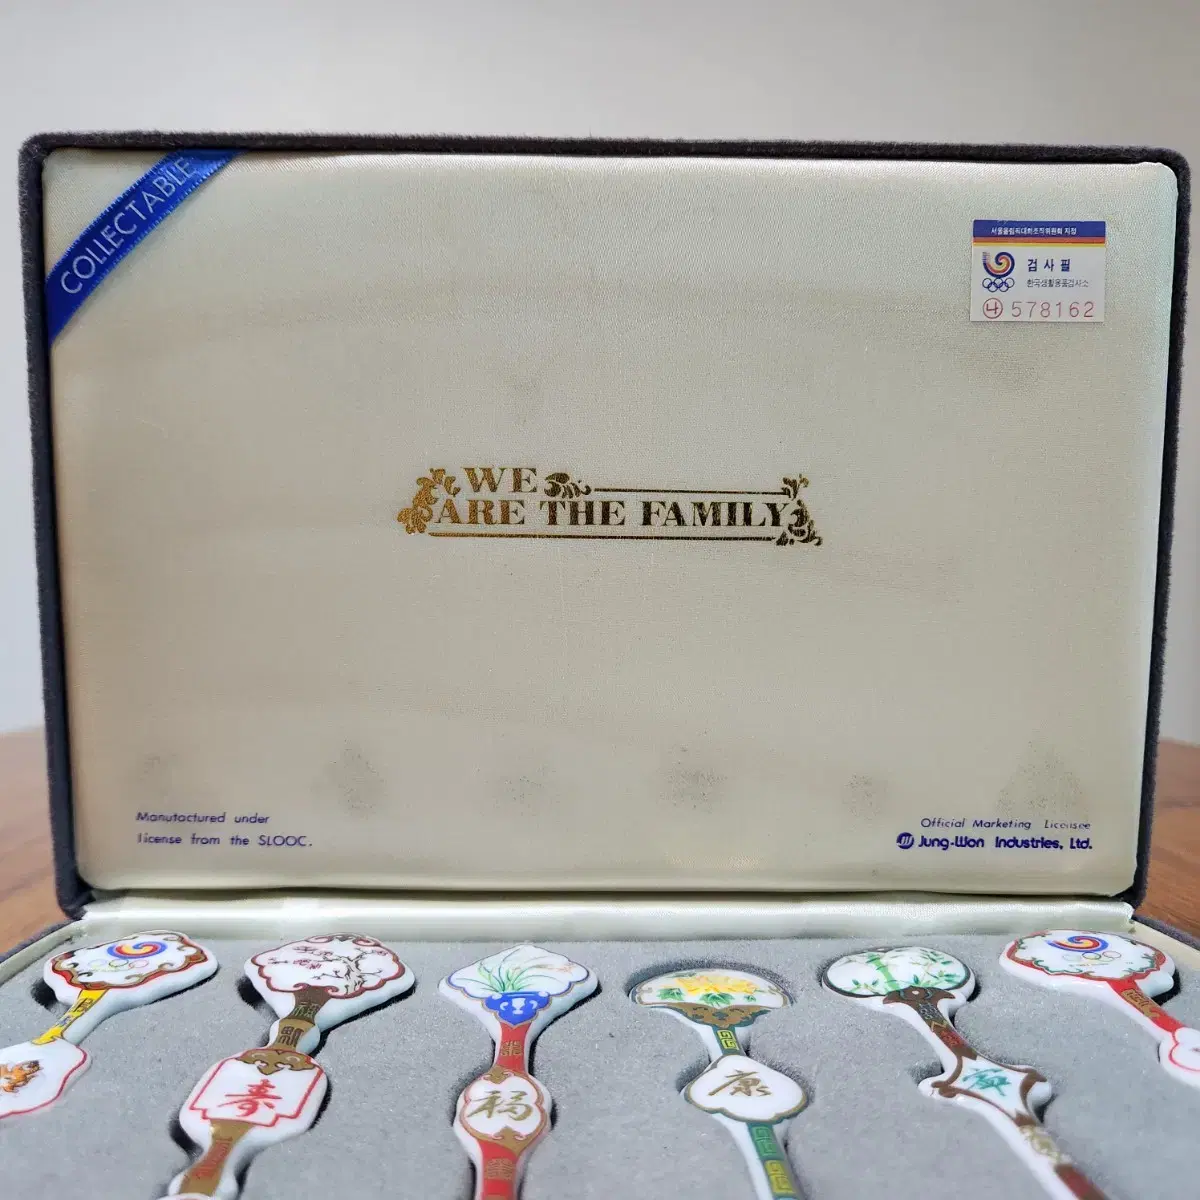 COLLECTABLE
서울올림픽대회조직위원회 지정
검사필
한국생활용품검사소
나 578162
WE
ARE THE FAMILY
Manufactured under
license from the SLOOC.
Official Marketing Licensee
Jung-Won Industries, Ltd.
壽
福
康